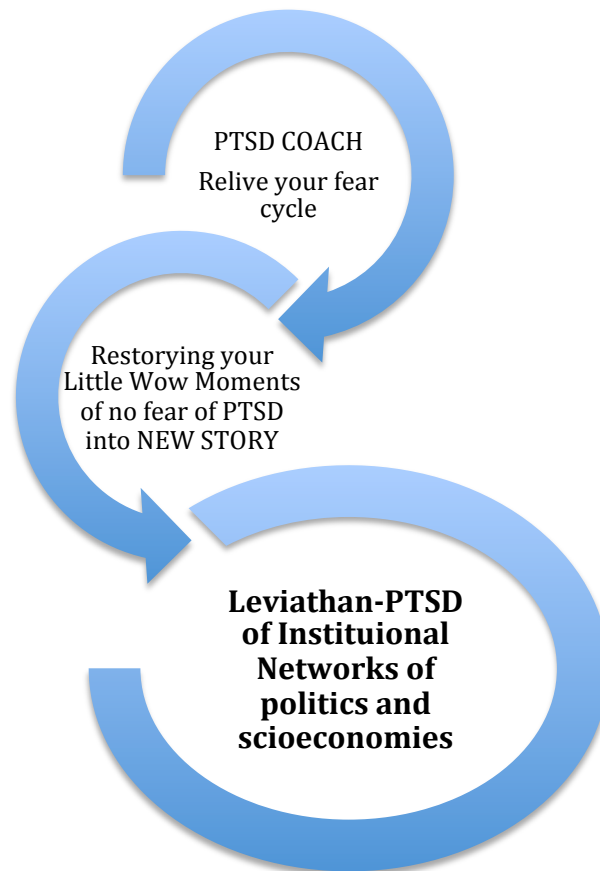 PTSD COACH
Relive your fear
cycle
Restorying your
Little Wow Moments
of no fear of PTSD
into NEW STORY
Leviathan-PTSD
of Instituional
Networks of
politics and
scioeconomies